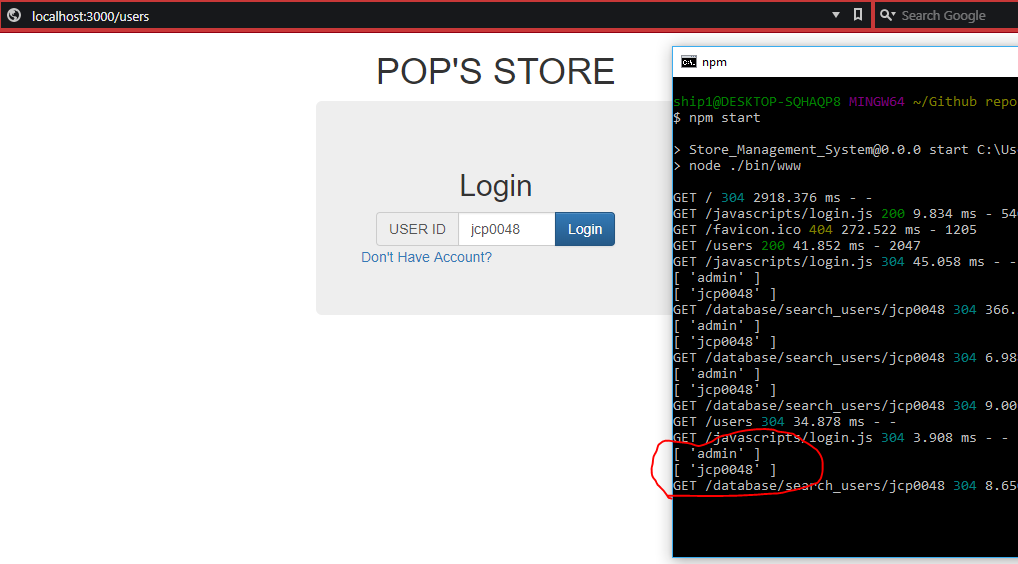 localhost:3000/users
Search Google
POP'S STORE
Login
USER ID jcp0048 Login
Don't Have Account?
npm
ship1@DESKTOP-SQHAQP8 MINGW64 ~/Github repo
$ npm start
> Store_Management_System@0.0.0 start C:\Us
> node ./bin/www
GET / 304 2918.376 ms - -
GET /javascripts/login.js 200 9.834 ms - 540
GET /favicon.ico 404 272.522 ms - 1205
GET /users 200 41.852 ms - 2047
GET /javascripts/login.js 304 45.058 ms - -
[ 'admin' ]
[ 'jcp0048' ]
GET /database/search_users/jcp0048 304 366.
[ 'admin' ]
[ 'jcp0048' ]
GET /database/search_users/jcp0048 304 6.98
[ 'admin' ]
[ 'jcp0048' ]
GET /database/search_users/jcp0048 304 9.00
GET /users 304 34.878 ms - -
GET /javascripts/login.js 304 3.908 ms - -
[ 'admin' ]
[ 'jcp0048' ]
GET /database/search_users/jcp0048 304 8.65